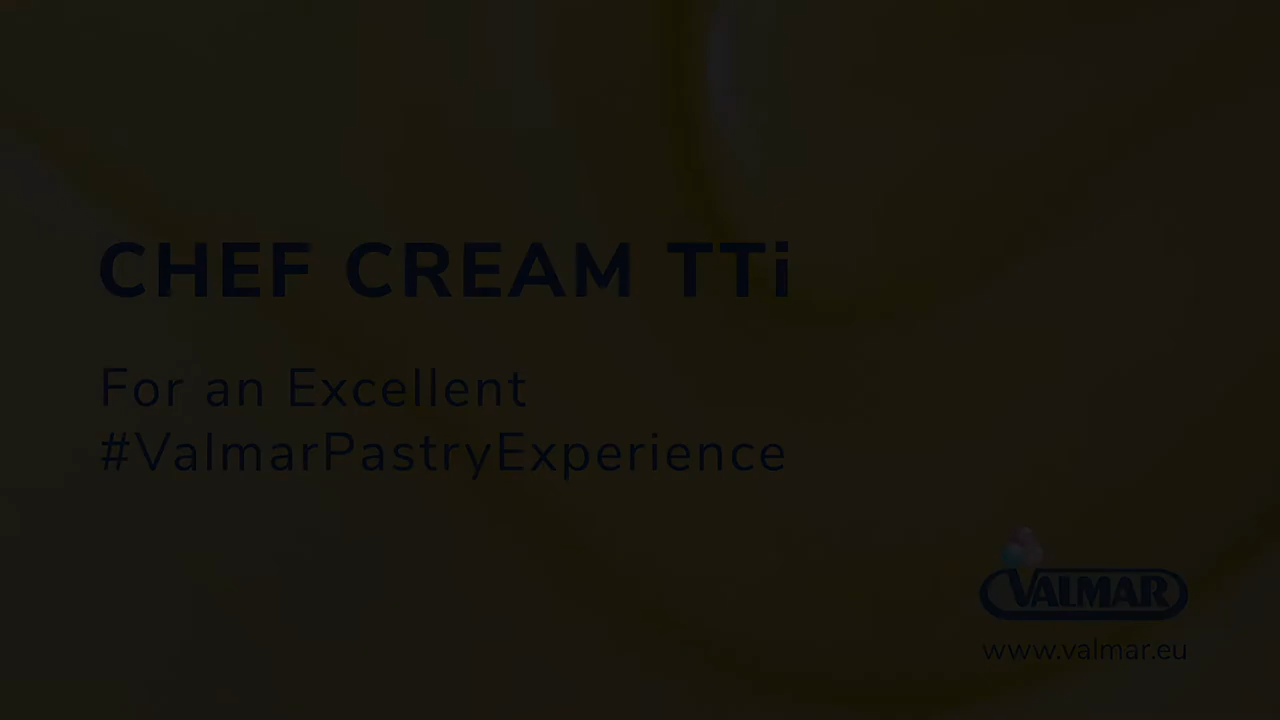 CHEF CREAM TTi
For an Excellent
#ValmarPastryExperience
VALMAR
www.valmar.eu